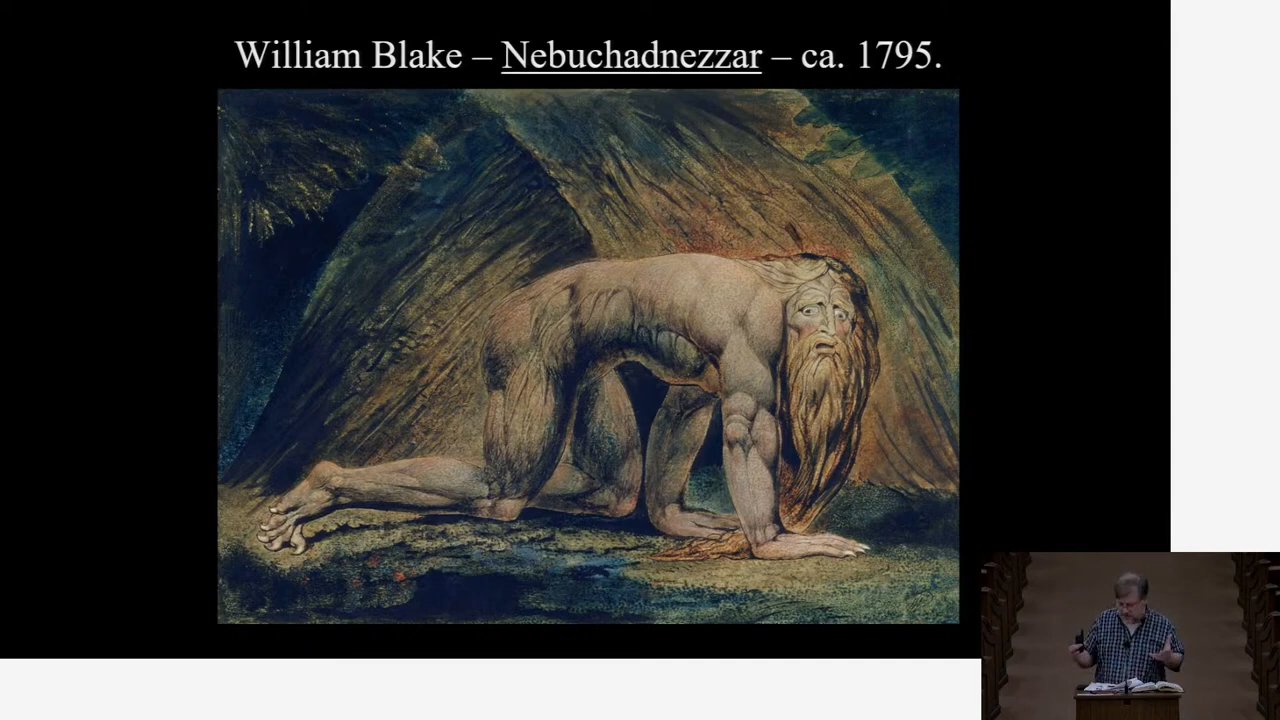 William Blake – Nebuchadnezzar – ca. 1795.